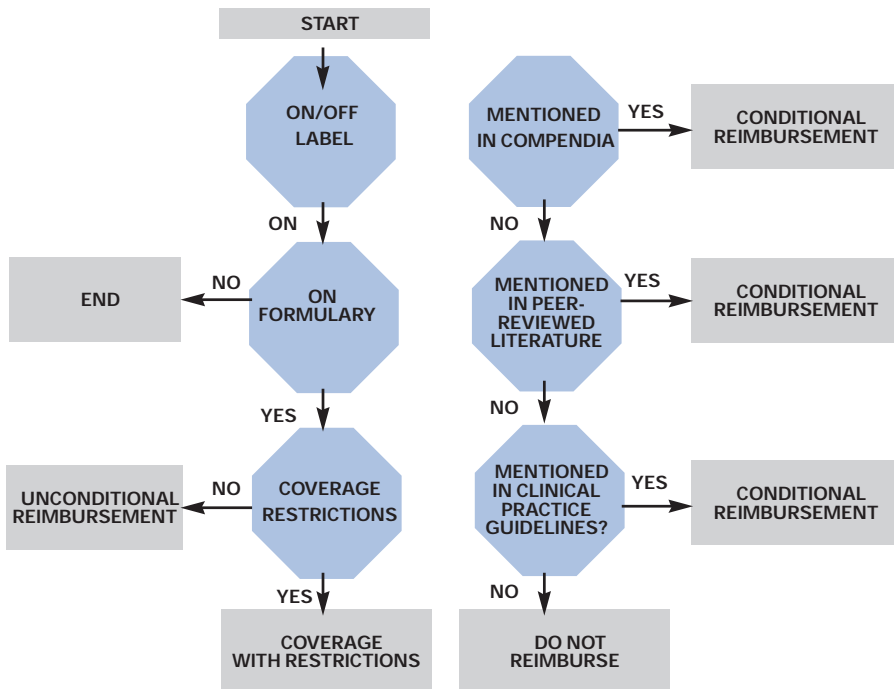 START
ON/OFF
LABEL
ON
NO
END
ON
FORMULARY
YES
NO
UNCONDITIONAL
REIMBURSEMENT
COVERAGE
RESTRICTIONS
YES
COVERAGE
WITH RESTRICTIONS
MENTIONED
IN COMPENDIA
YES
CONDITIONAL
REIMBURSEMENT
NO
MENTIONED
IN PEER-
REVIEWED
LITERATURE
YES
CONDITIONAL
REIMBURSEMENT
NO
MENTIONED
IN CLINICAL
PRACTICE
GUIDELINES?
YES
CONDITIONAL
REIMBURSEMENT
NO
DO NOT
REIMBURSE